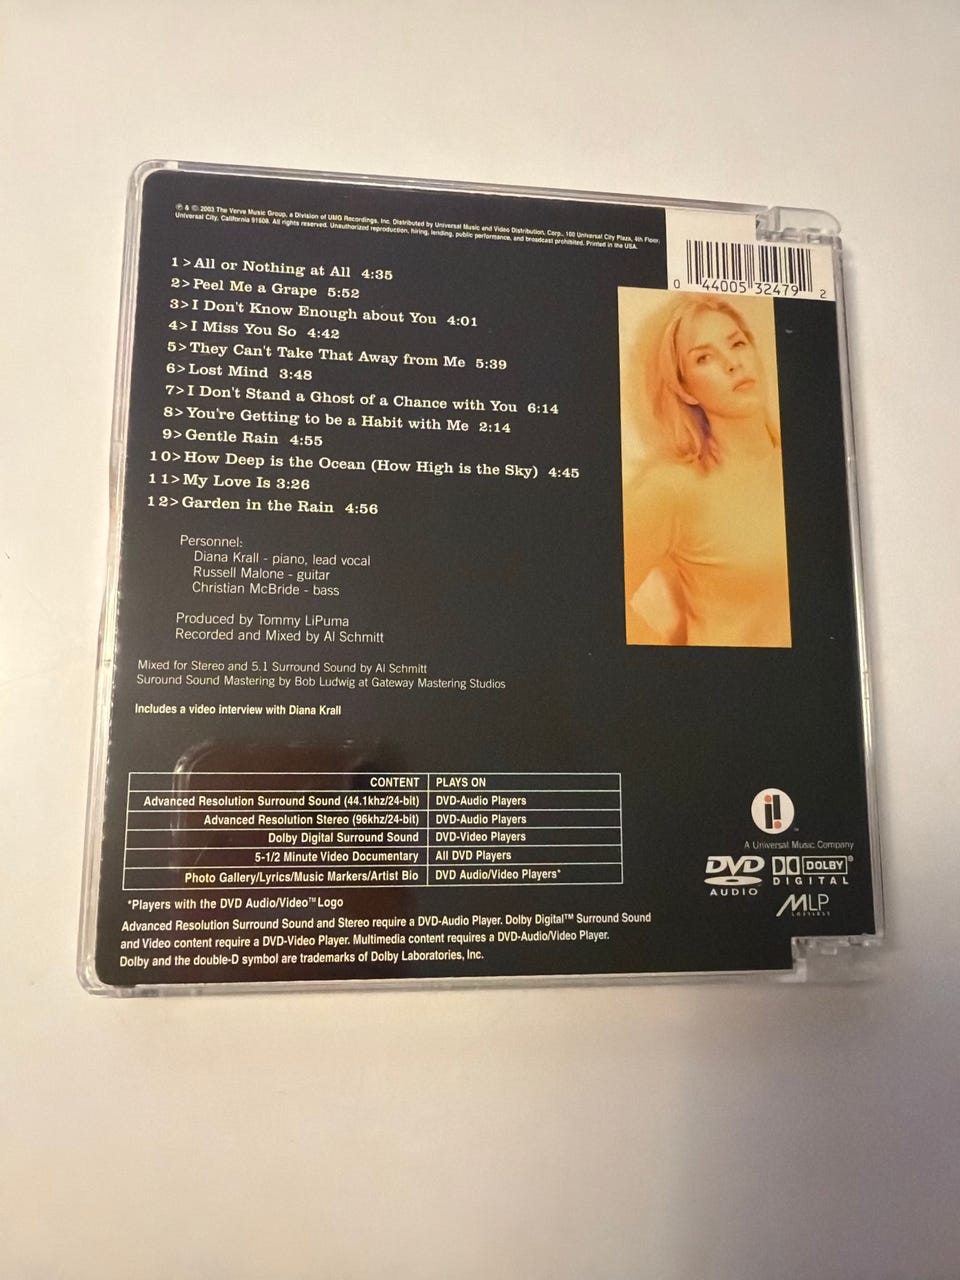 ℗ & © 2003 The Verve Music Group, a Division of UMG Recordings, Inc. Distributed by Universal Music and Video Distribution, Corp., 100 Universal City Plaza, 4th Floor,
Universal City, California 91608. All rights reserved. Unauthorized reproduction, hiring, lending, public performance, and broadcast prohibited. Printed in the USA.
0 44005 32479 2
1>All or Nothing at All 4:35
2>Peel Me a Grape 5:52
3>I Don't Know Enough about You 4:01
4>I Miss You So 4:42
5>They Can't Take That Away from Me 5:39
6>Lost Mind 3:48
7>I Don't Stand a Ghost of a Chance with You 6:14
8>You're Getting to be a Habit with Me 2:14
9>Gentle Rain 4:55
10>How Deep is the Ocean (How High is the Sky) 4:45
11>My Love Is 3:26
12>Garden in the Rain 4:56
Personnel:
Diana Krall - piano, lead vocal
Russell Malone - guitar
Christian McBride - bass
Produced by Tommy LiPuma
Recorded and Mixed by Al Schmitt
Mixed for Stereo and 5.1 Surround Sound by Al Schmitt
Suround Sound Mastering by Bob Ludwig at Gateway Mastering Studios
Includes a video interview with Diana Krall
CONTENT PLAYS ON
Advanced Resolution Surround Sound (44.1khz/24-bit) DVD-Audio Players
Advanced Resolution Stereo (96khz/24-bit) DVD-Audio Players
Dolby Digital Surround Sound DVD-Video Players
5-1/2 Minute Video Documentary All DVD Players
Photo Gallery/Lyrics/Music Markers/Artist Bio DVD Audio/Video Players*
*Players with the DVD Audio/Video™ Logo
Advanced Resolution Surround Sound and Stereo require a DVD-Audio Player. Dolby Digital™ Surround Sound
and Video content require a DVD-Video Player. Multimedia content requires a DVD-Audio/Video Player.
Dolby and the double-D symbol are trademarks of Dolby Laboratories, Inc.
i!
A Universal Music Company
DVD AUDIO
DOLBY® DIGITAL
MLP LOSSLESS